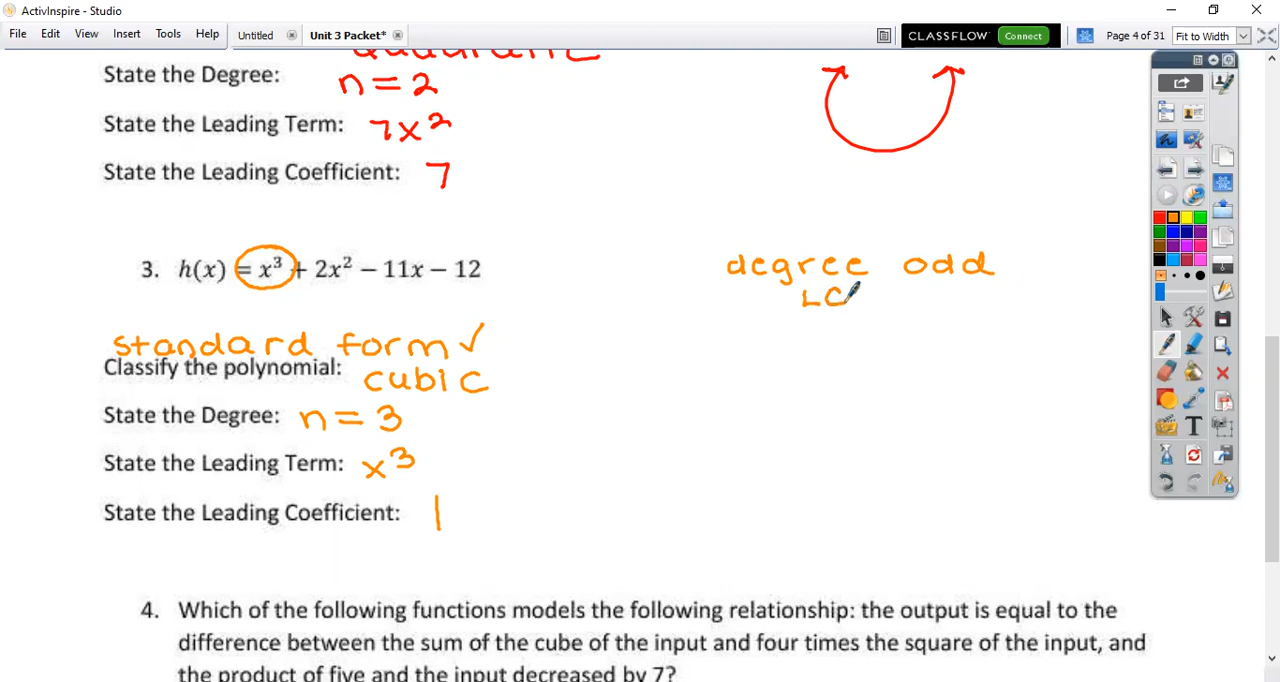 ActivInspire - Studio
File Edit View Insert Tools Help Untitled Unit 3 Packet* CLASSFLOW Connect Page 4 of 31 Fit to Width
State the Degree: n = 2
State the Leading Term: 7x²
State the Leading Coefficient: 7
3. h(x) = x³ + 2x² − 11x − 12
degree odd
LC
standard form ✓
Classify the polynomial: cubic
State the Degree: n = 3
State the Leading Term: x³
State the Leading Coefficient: 1
4. Which of the following functions models the following relationship: the output is equal to the
difference between the sum of the cube of the input and four times the square of the input, and
the product of five and the input decreased by 7?